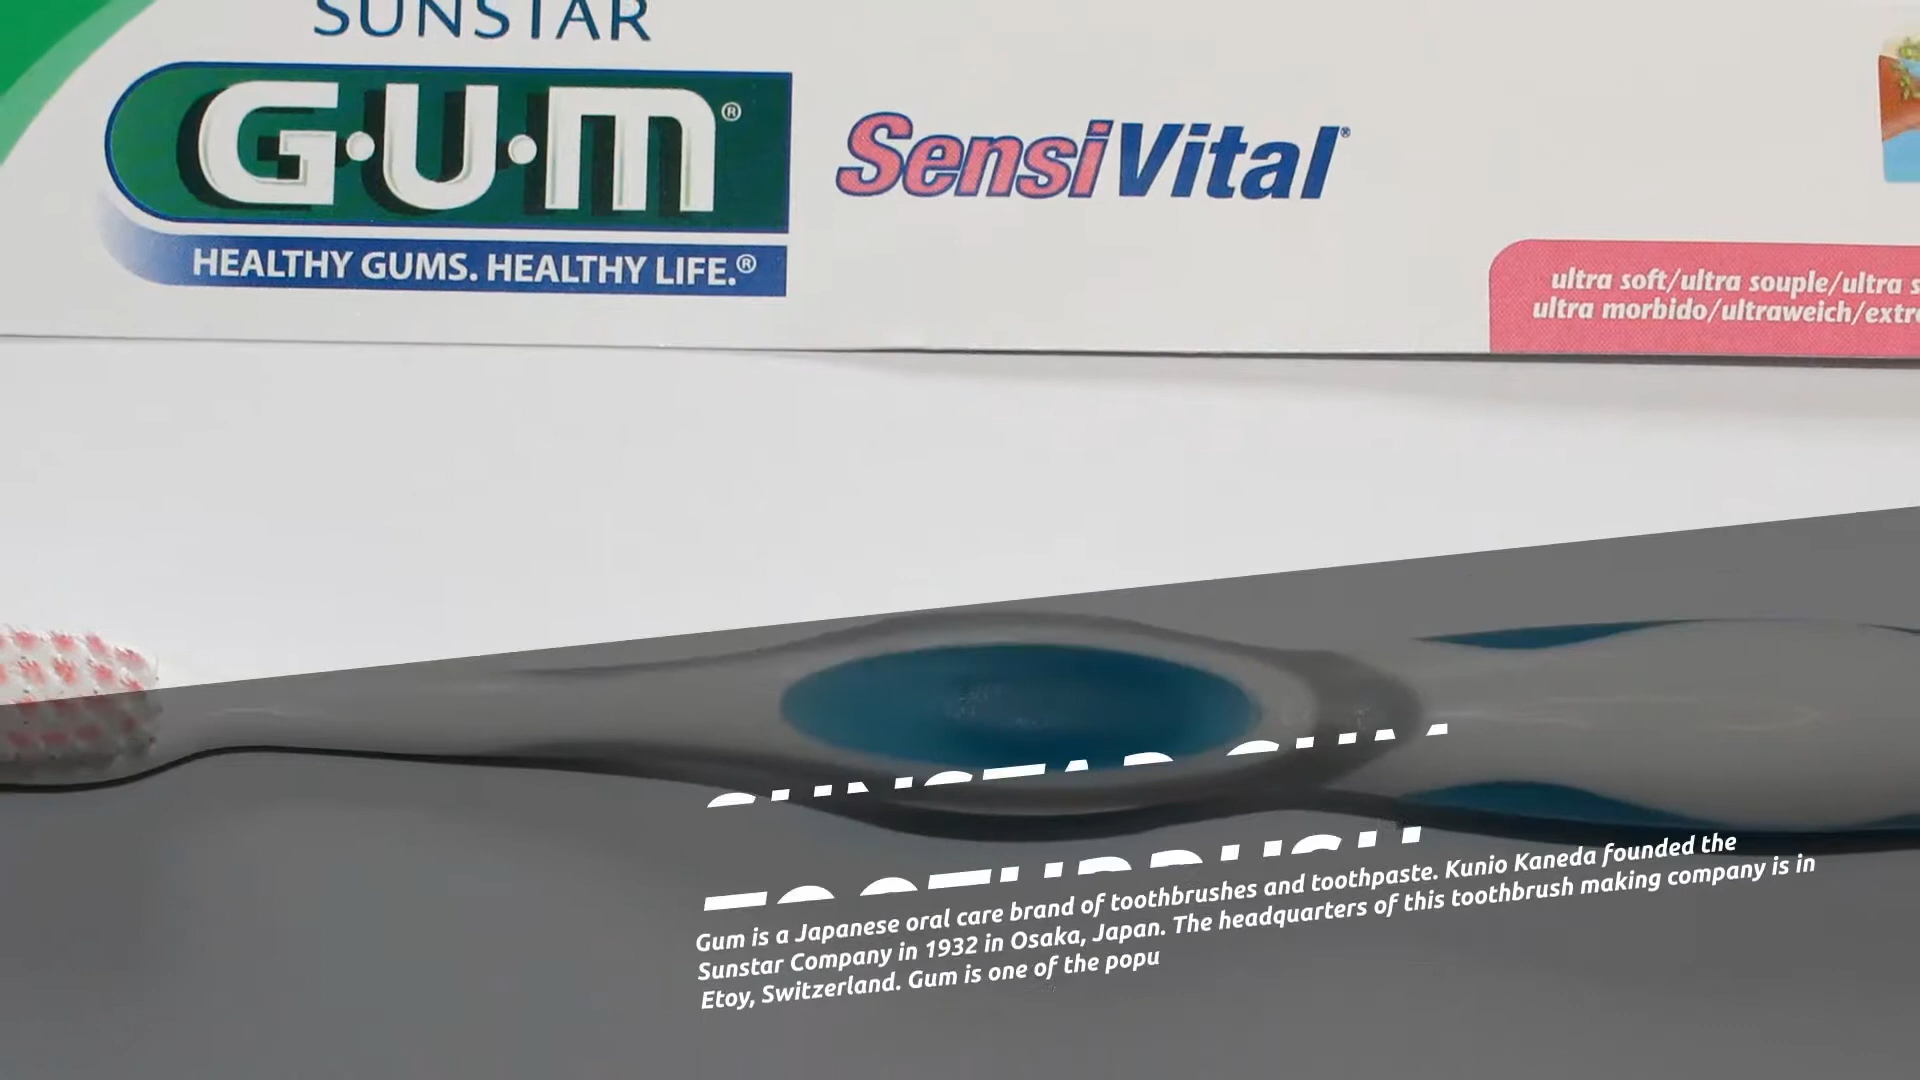 SUNSTAR
G·U·M®
HEALTHY GUMS. HEALTHY LIFE.®
SensiVital®
ultra soft/ultra souple/ultra s
ultra morbido/ultraweich/extr
Gum is a Japanese oral care brand of toothbrushes and toothpaste. Kunio Kaneda founded the
Sunstar Company in 1932 in Osaka, Japan. The headquarters of this toothbrush making company is in
Etoy, Switzerland. Gum is one of the popu